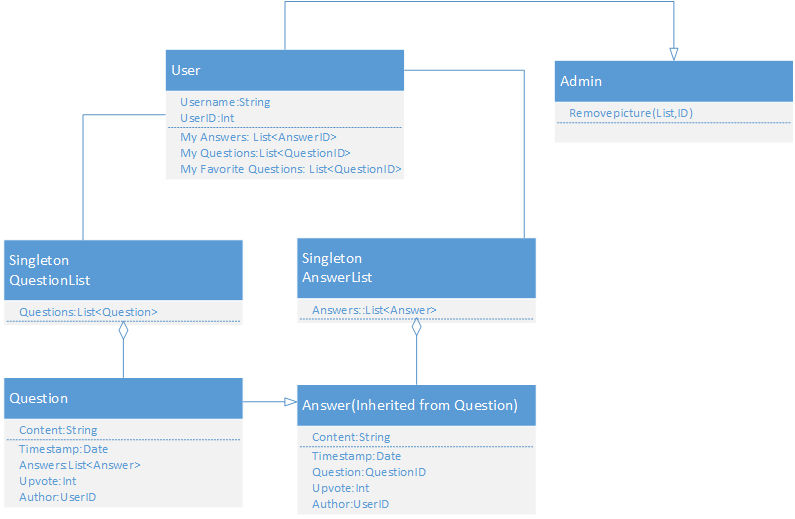 User
Username:String
UserID:Int
My Answers: List<AnswerID>
My Questions:List<QuestionID>
My Favorite Questions: List<QuestionID>
Admin
Removepicture(List,ID)
Singleton
QuestionList
Questions:List<Question>
Singleton
AnswerList
Answers::List<Answer>
Question
Content:String
Timestamp:Date
Answers:List<Answer>
Upvote:Int
Author:UserID
Answer(Inherited from Question)
Content:String
Timestamp:Date
Question:QuestionID
Upvote:Int
Author:UserID